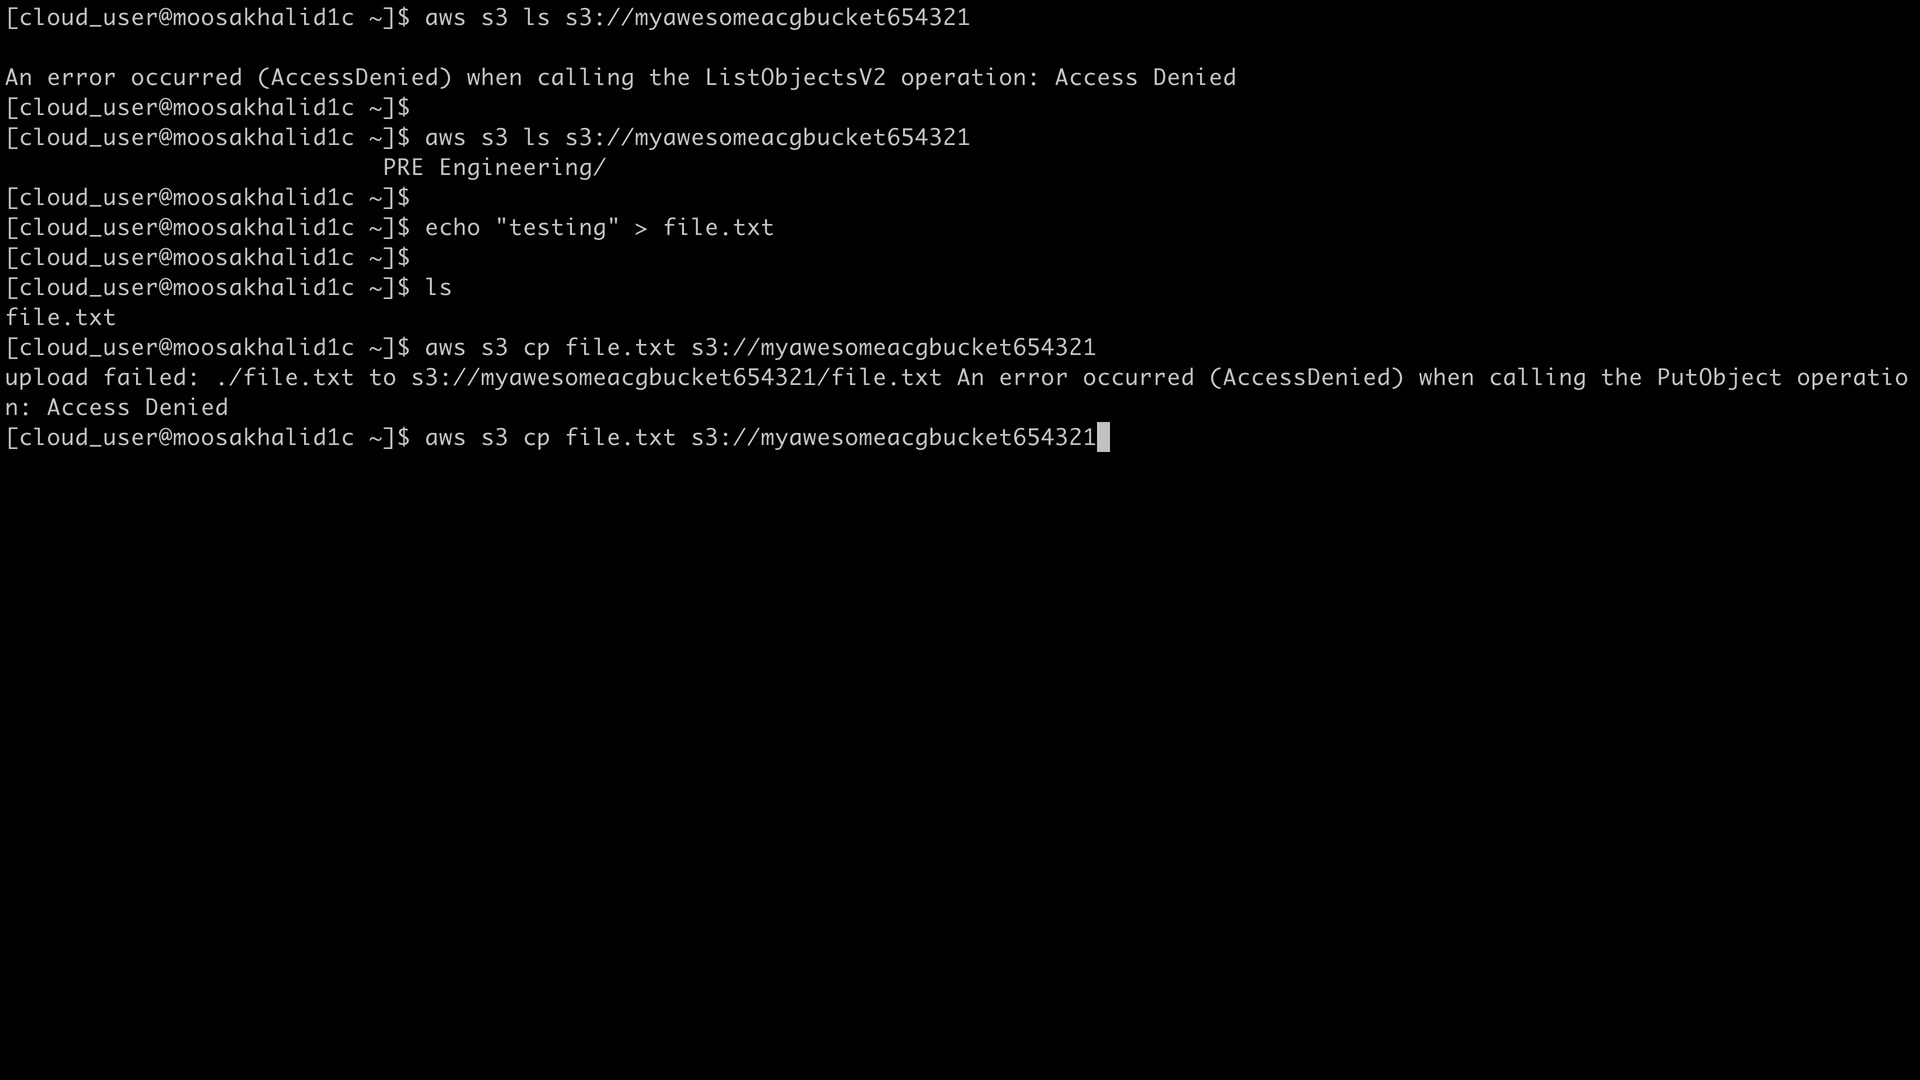 [cloud_user@moosakhalid1c ~]$ aws s3 ls s3://myawesomeacgbucket654321
An error occurred (AccessDenied) when calling the ListObjectsV2 operation: Access Denied
[cloud_user@moosakhalid1c ~]$
[cloud_user@moosakhalid1c ~]$ aws s3 ls s3://myawesomeacgbucket654321
PRE Engineering/
[cloud_user@moosakhalid1c ~]$
[cloud_user@moosakhalid1c ~]$ echo "testing" > file.txt
[cloud_user@moosakhalid1c ~]$
[cloud_user@moosakhalid1c ~]$ ls
file.txt
[cloud_user@moosakhalid1c ~]$ aws s3 cp file.txt s3://myawesomeacgbucket654321
upload failed: ./file.txt to s3://myawesomeacgbucket654321/file.txt An error occurred (AccessDenied) when calling the PutObject operatio
n: Access Denied
[cloud_user@moosakhalid1c ~]$ aws s3 cp file.txt s3://myawesomeacgbucket654321